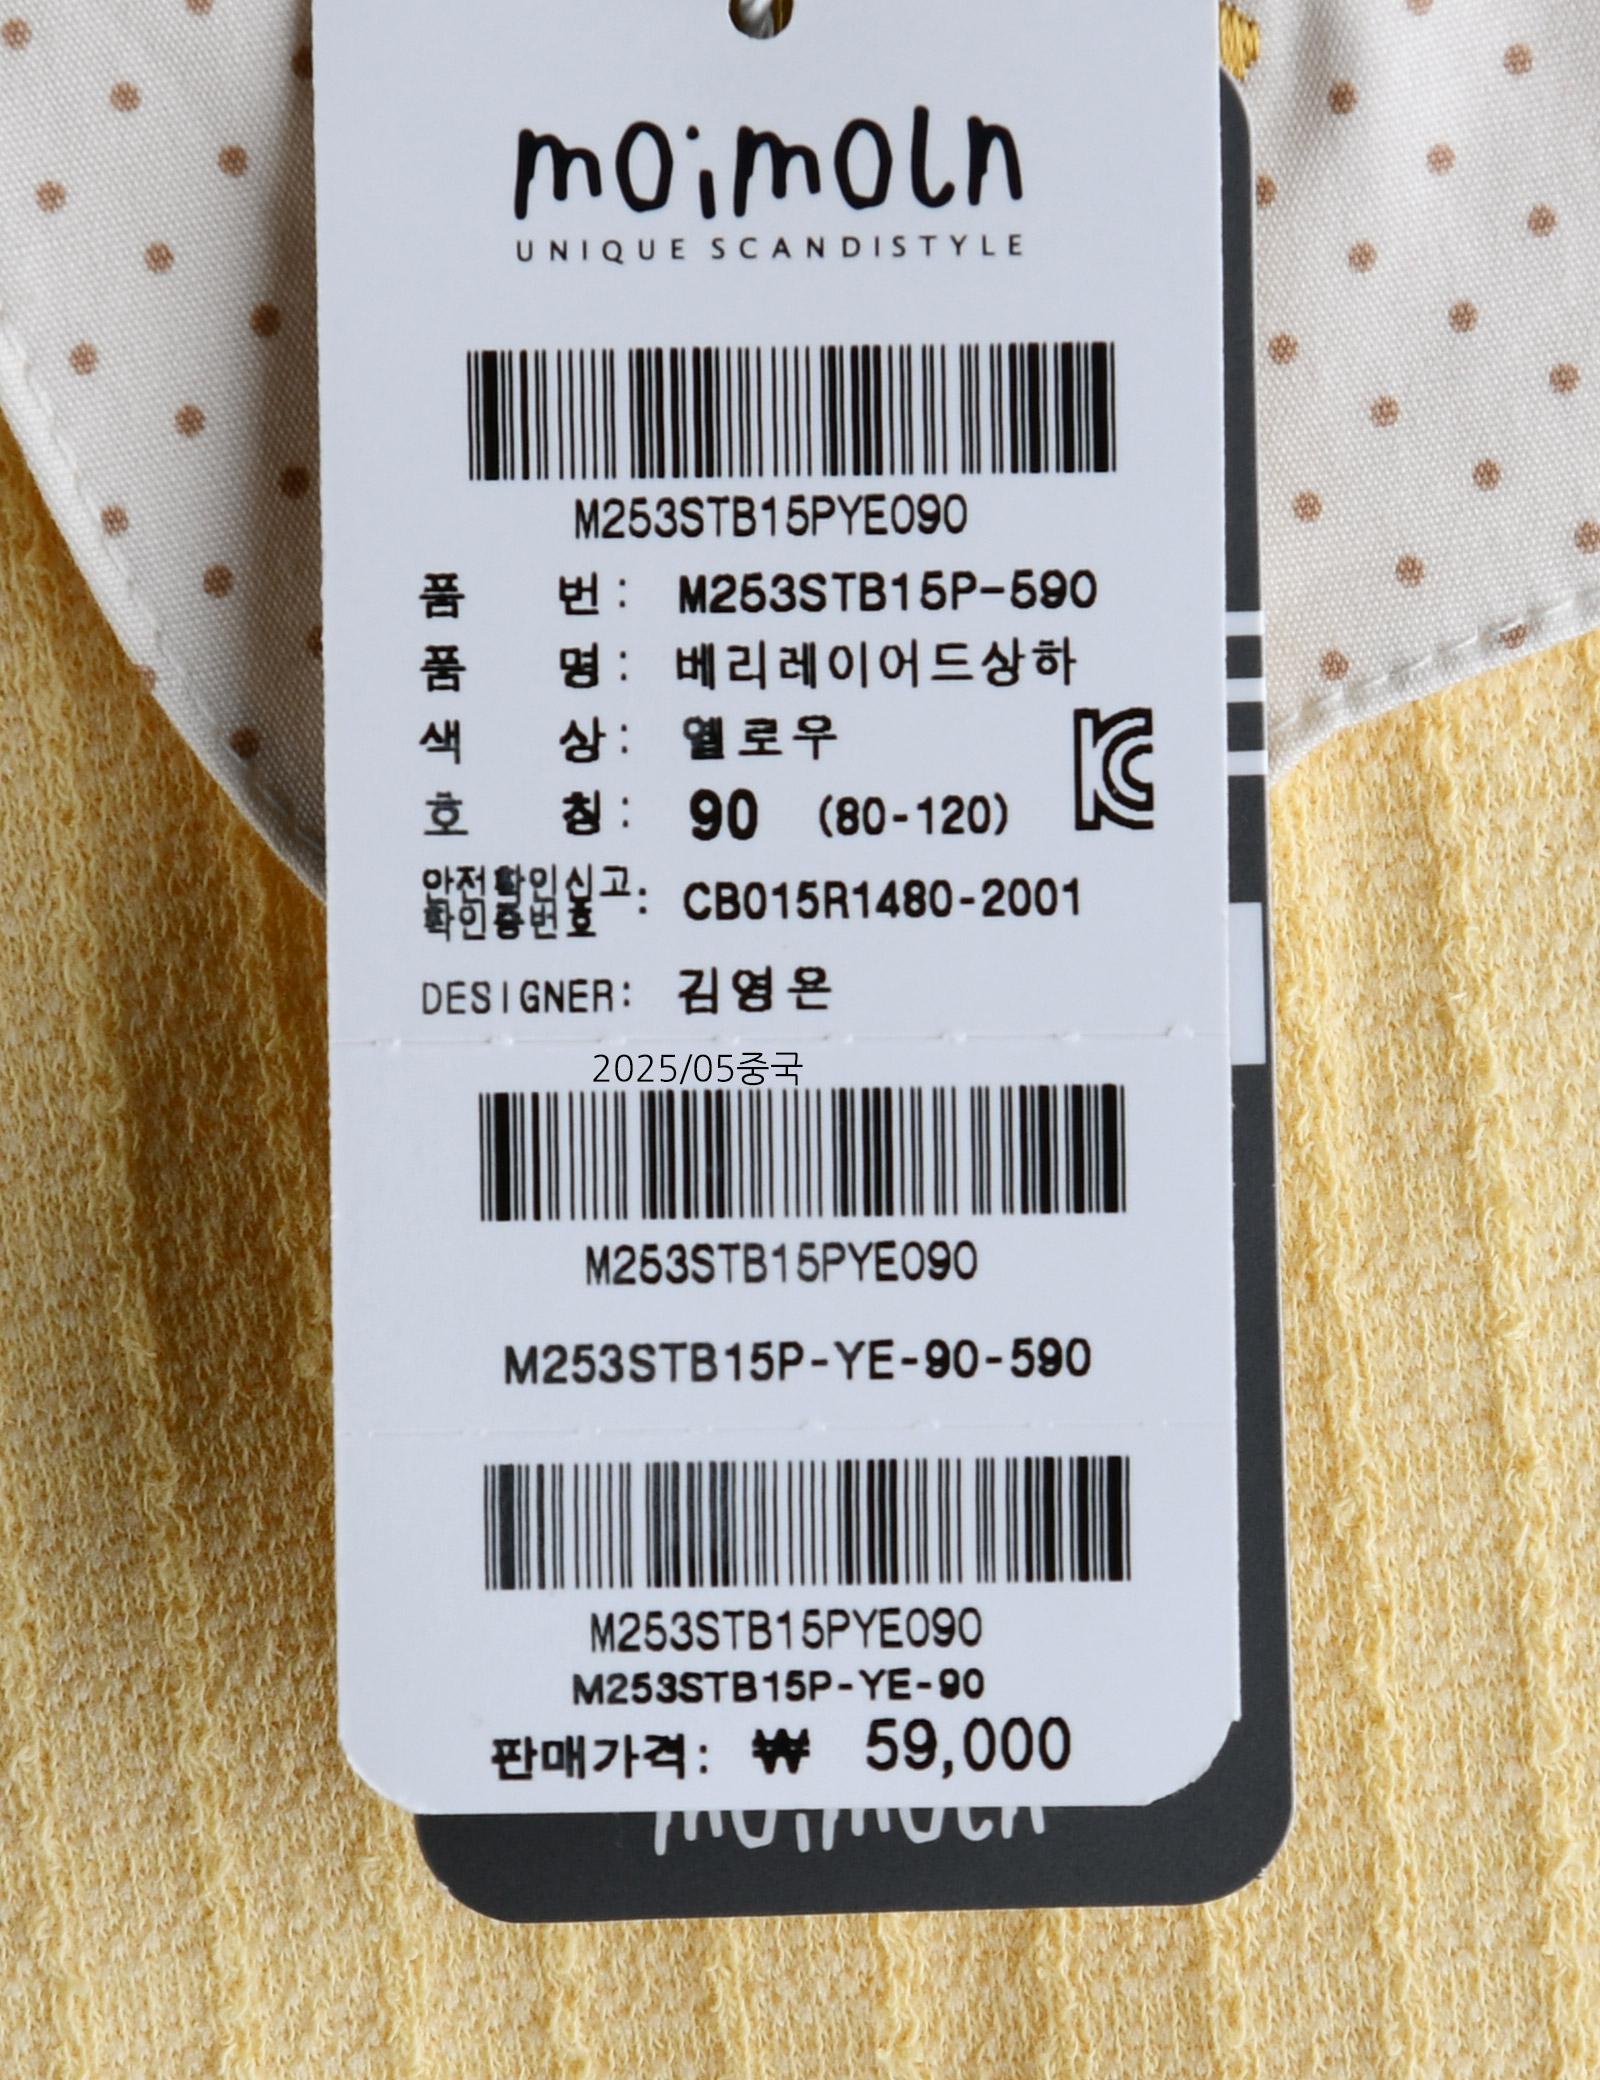 moimoln
UNIQUE SCANDISTYLE
M253STB15PYE090
품 번: M253STB15P-590
품 명: 베리레이어드상하
색 상: 옐로우
호 칭: 90 (80-120)
안전확인신고:
확인증번호 CB015R1480-2001
DESIGNER: 김영은
2025/05중국
M253STB15PYE090
M253STB15P-YE-90-590
M253STB15PYE090
M253STB15P-YE-90
판매가격: ₩ 59,000
moimoln